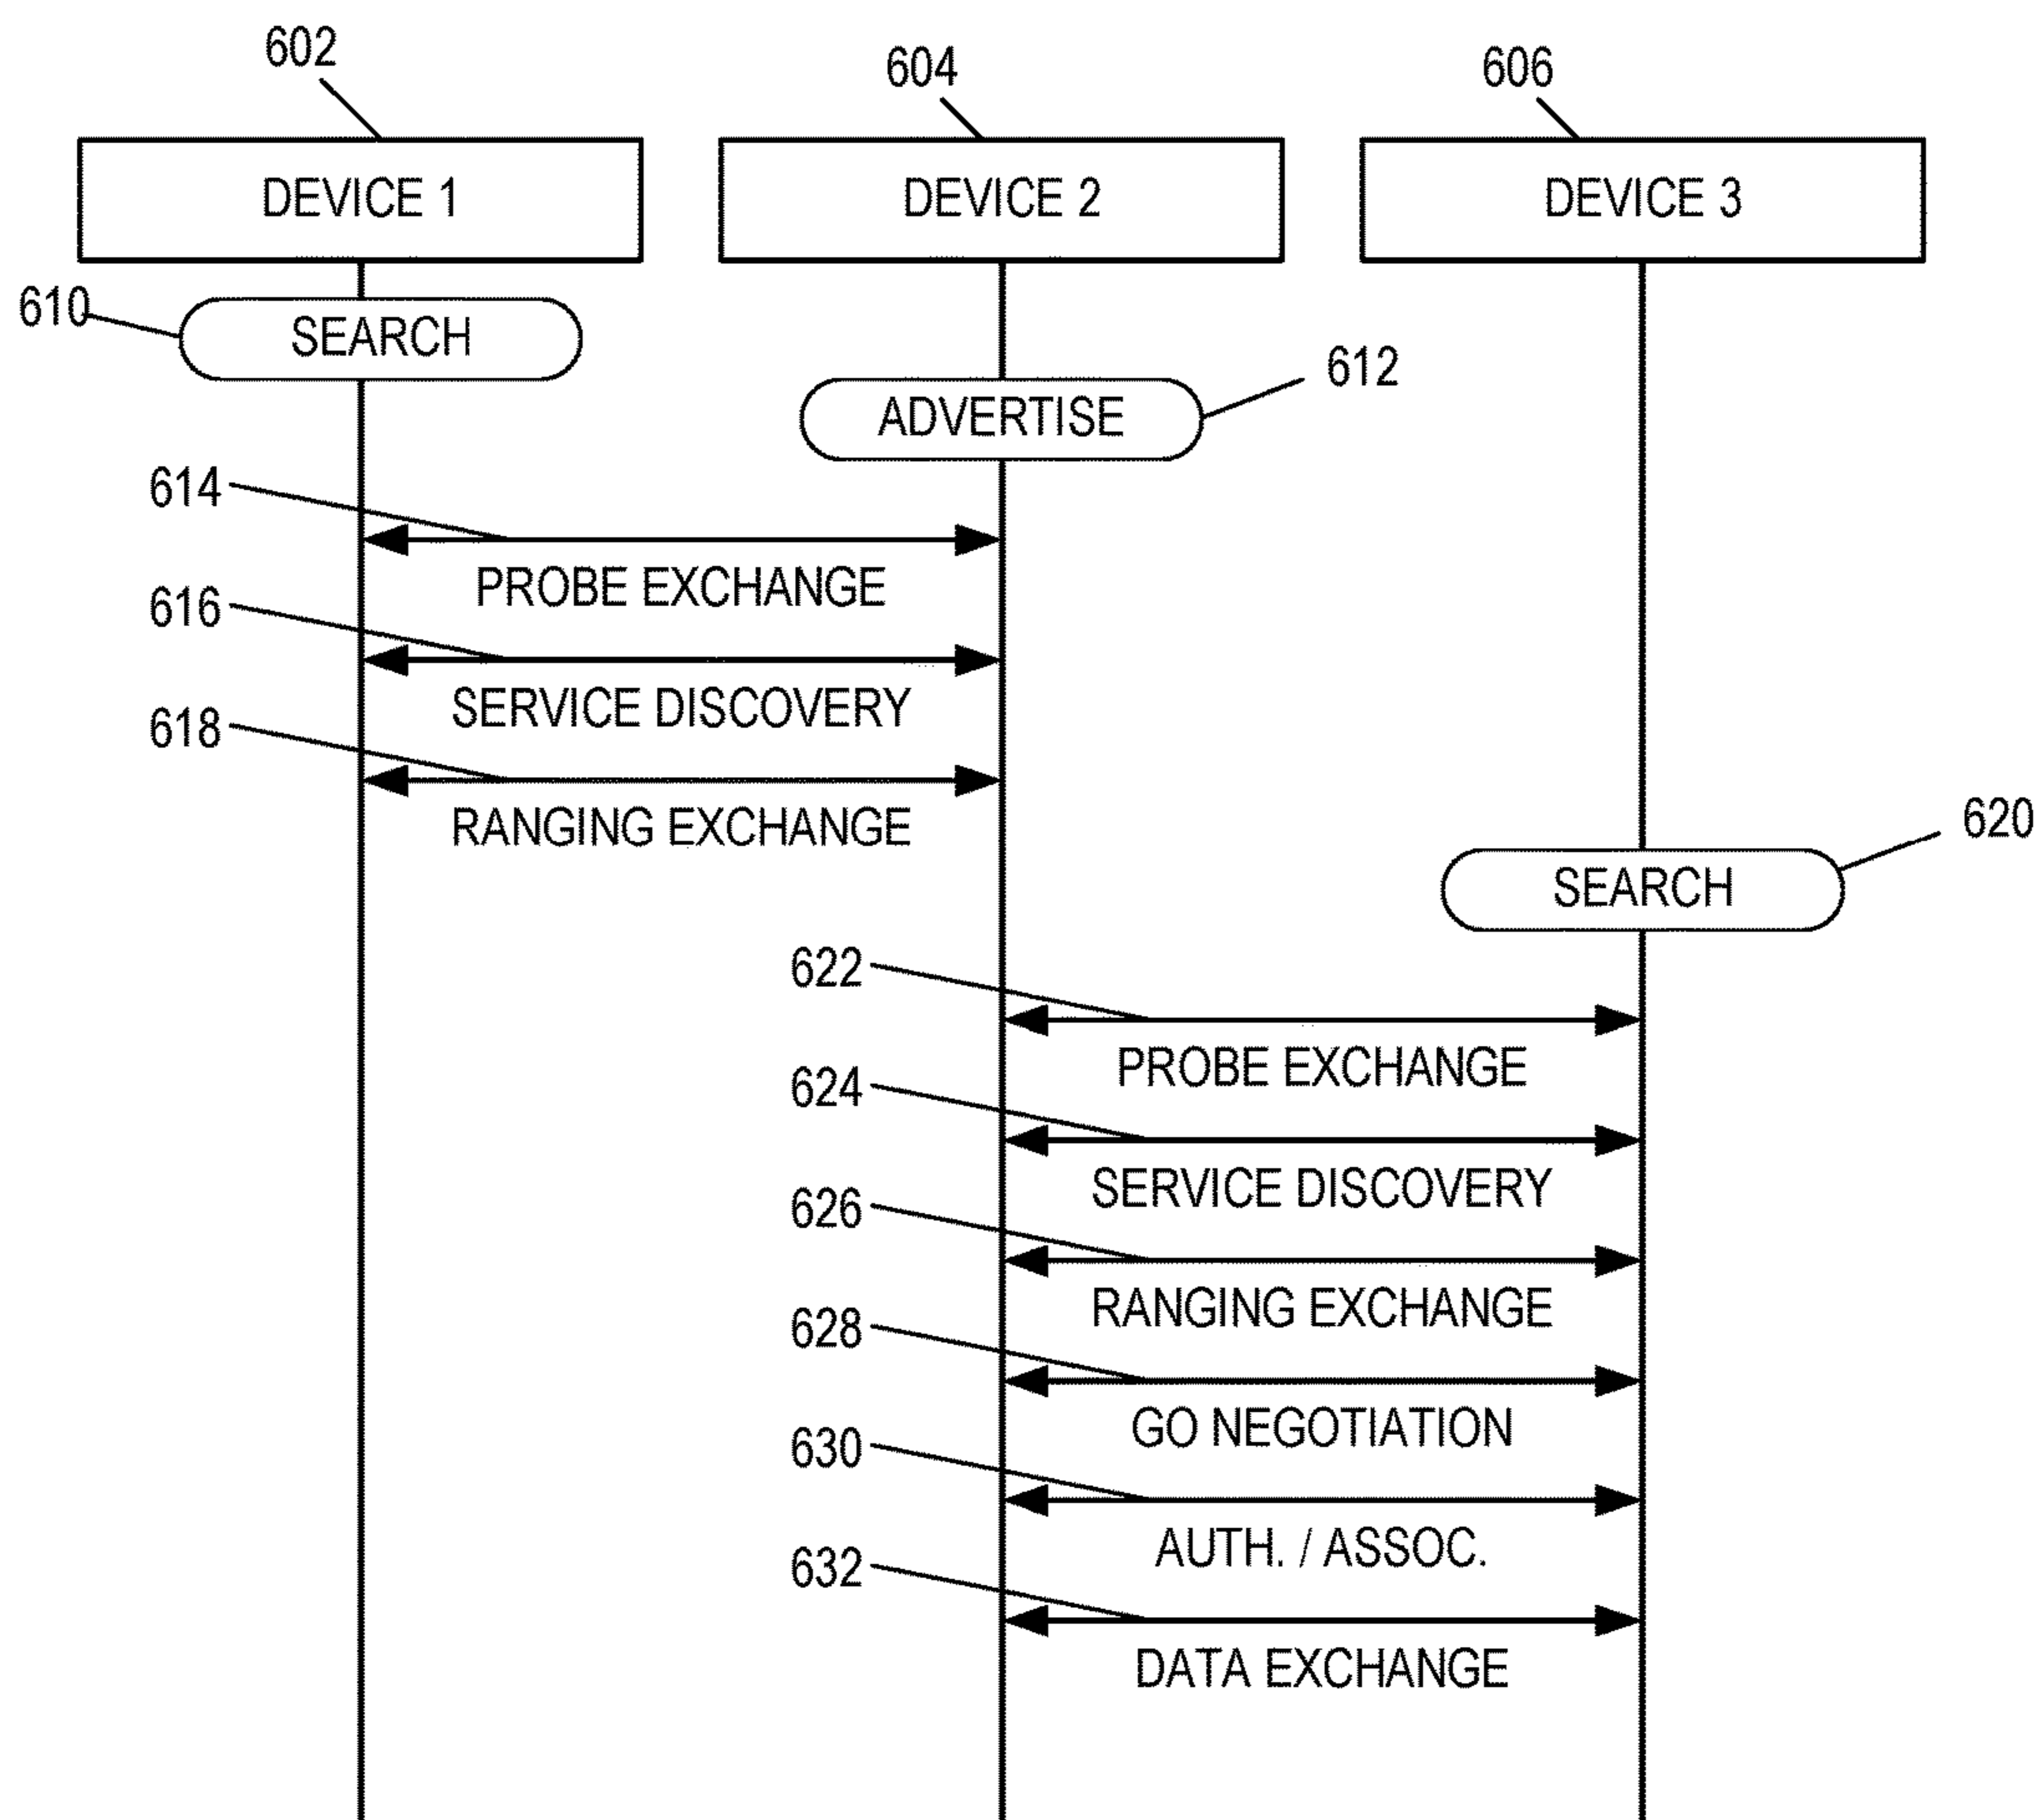 602
604
606
DEVICE 1
DEVICE 2
DEVICE 3
610
SEARCH
612
ADVERTISE
614
PROBE EXCHANGE
616
SERVICE DISCOVERY
618
RANGING EXCHANGE
620
SEARCH
622
PROBE EXCHANGE
624
SERVICE DISCOVERY
626
RANGING EXCHANGE
628
GO NEGOTIATION
630
AUTH. / ASSOC.
632
DATA EXCHANGE